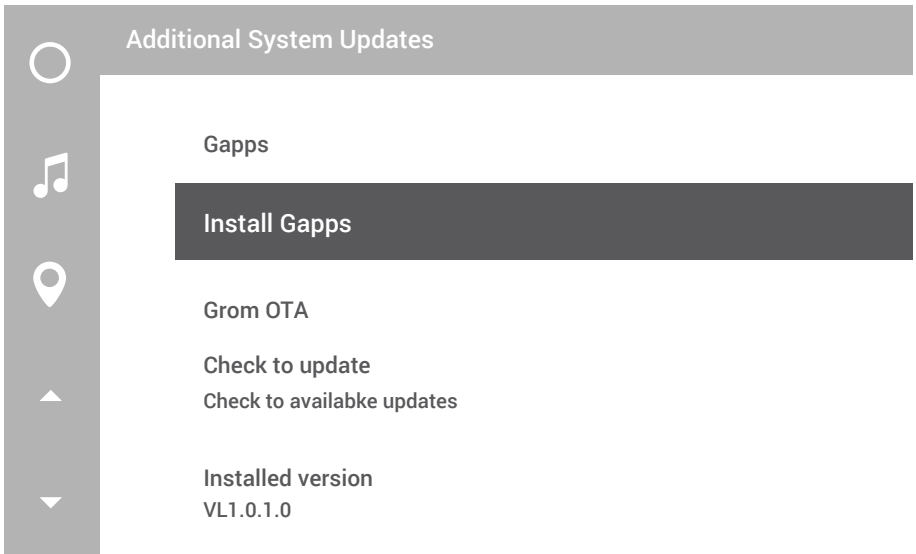 Additional System Updates
Gapps
Install Gapps
Grom OTA
Check to update
Check to availabke updates
Installed version
VL1.0.1.0